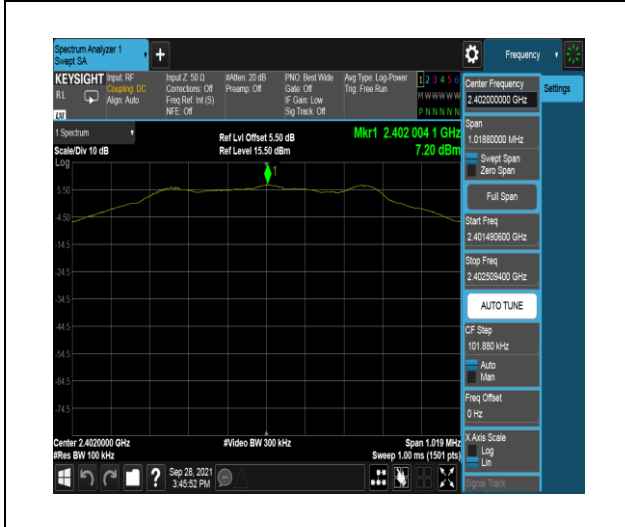 Spectrum Analyzer 1
Swept SA
Frequency
KEYSIGHT
RL
LXI
Input: RF
Coupling: DC
Align: Auto
Input Z: 50 Ω
Corrections: Off
Freq Ref: Int (S)
NFE: Off
#Atten: 20 dB
Preamp: Off
PNO: Best Wide
Gate: Off
IF Gain: Low
Sig Track: Off
Avg Type: Log-Power
Trig: Free Run
1 2 3 4 5 6
M W W W W W
P N N N N N
1 Spectrum
Scale/Div 10 dB
Ref Lvl Offset 5.50 dB
Ref Level 15.50 dBm
Mkr1 2.402 004 1 GHz
7.20 dBm
Log
1
5.50
-4.50
-14.5
-24.5
-34.5
-44.5
-54.5
-64.5
-74.5
Center 2.4020000 GHz
#Res BW 100 kHz
#Video BW 300 kHz
Span 1.019 MHz
Sweep 1.00 ms (1501 pts)
Sep 28, 2021
3:45:52 PM
Center Frequency
2.402000000 GHz
Settings
Span
1.01880000 MHz
Swept Span
Zero Span
Full Span
Start Freq
2.401490600 GHz
Stop Freq
2.402509400 GHz
AUTO TUNE
CF Step
101.880 kHz
Auto
Man
Freq Offset
0 Hz
X Axis Scale
Log
Lin
Signal Track